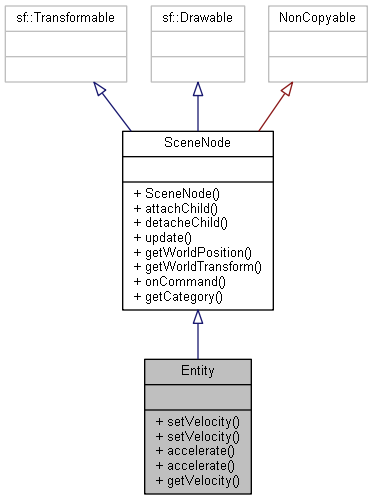 sf::Transformable
sf::Drawable
NonCopyable
SceneNode
+ SceneNode()
+ attachChild()
+ detacheChild()
+ update()
+ getWorldPosition()
+ getWorldTransform()
+ onCommand()
+ getCategory()
Entity
+ setVelocity()
+ setVelocity()
+ accelerate()
+ accelerate()
+ getVelocity()